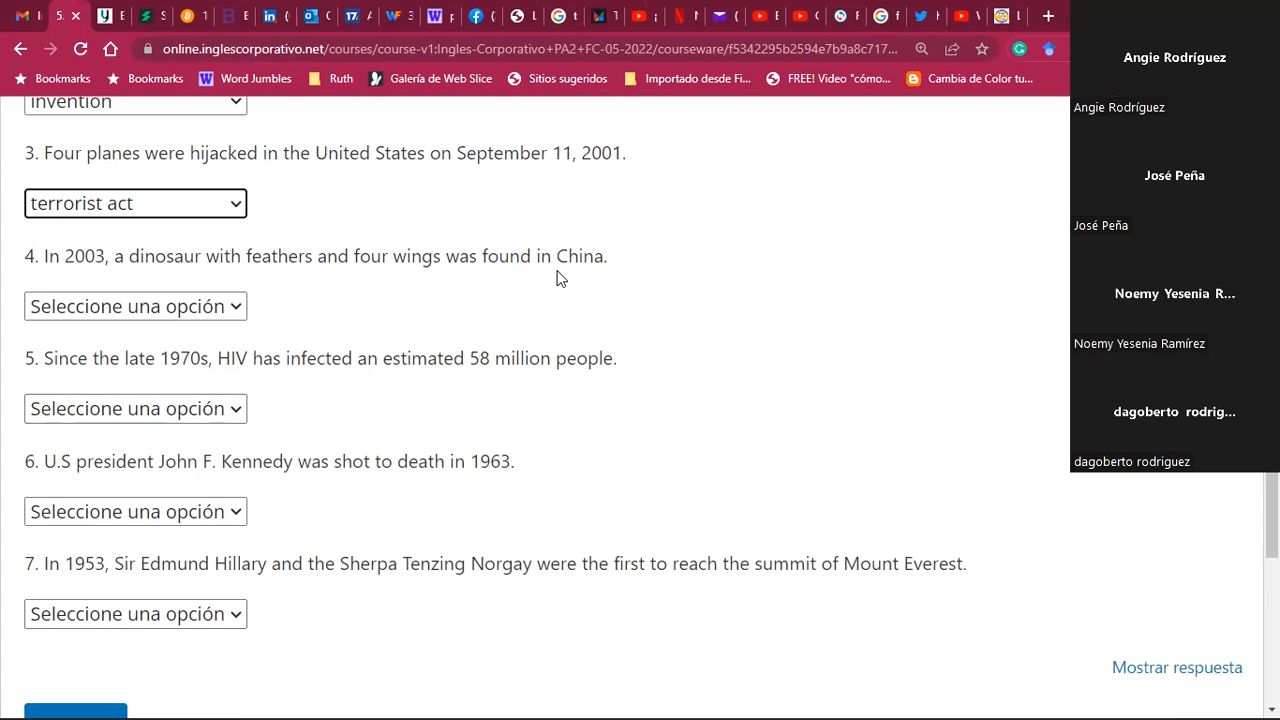 online.inglescorporativo.net/courses/course-v1:Ingles-Corporativo+PA2+FC-05-2022/courseware/f5342295b2594e7b9a8c717...
Bookmarks Bookmarks Word Jumbles Ruth Galería de Web Slice Sitios sugeridos Importado desde Fi... FREE! Video "cómo... Cambia de Color tu...
invention
3. Four planes were hijacked in the United States on September 11, 2001.
terrorist act
4. In 2003, a dinosaur with feathers and four wings was found in China.
Seleccione una opción
5. Since the late 1970s, HIV has infected an estimated 58 million people.
Seleccione una opción
6. U.S president John F. Kennedy was shot to death in 1963.
Seleccione una opción
7. In 1953, Sir Edmund Hillary and the Sherpa Tenzing Norgay were the first to reach the summit of Mount Everest.
Seleccione una opción
Mostrar respuesta
Angie Rodríguez
Angie Rodríguez
José Peña
José Peña
Noemy Yesenia R...
Noemy Yesenia Ramírez
dagoberto rodrig...
dagoberto rodriguez